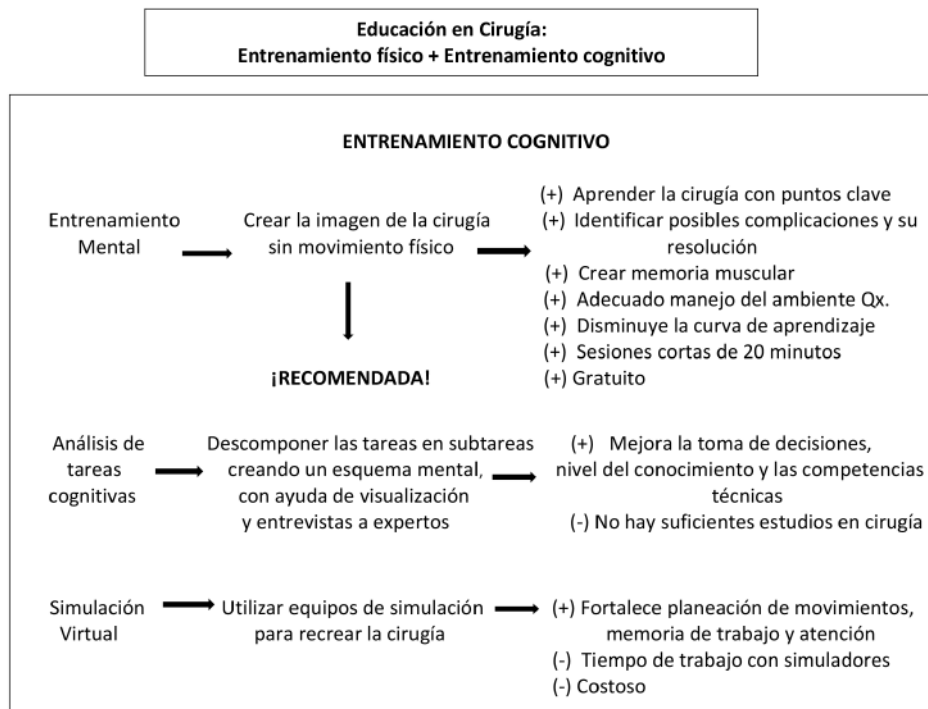 Educación en Cirugía:
Entrenamiento físico + Entrenamiento cognitivo
ENTRENAMIENTO COGNITIVO
Entrenamiento
Mental
Crear la imagen de la cirugía
sin movimiento físico
¡RECOMENDADA!
(+) Aprender la cirugía con puntos clave
(+) Identificar posibles complicaciones y su
resolución
(+) Crear memoria muscular
(+) Adecuado manejo del ambiente Qx.
(+) Disminuye la curva de aprendizaje
(+) Sesiones cortas de 20 minutos
(+) Gratuito
Análisis de
tareas
cognitivas
Descomponer las tareas en subtareas
creando un esquema mental,
con ayuda de visualización
y entrevistas a expertos
(+) Mejora la toma de decisiones,
nivel del conocimiento y las competencias
técnicas
(-) No hay suficientes estudios en cirugía
Simulación
Virtual
Utilizar equipos de simulación
para recrear la cirugía
(+) Fortalece planeación de movimientos,
memoria de trabajo y atención
(-) Tiempo de trabajo con simuladores
(-) Costoso